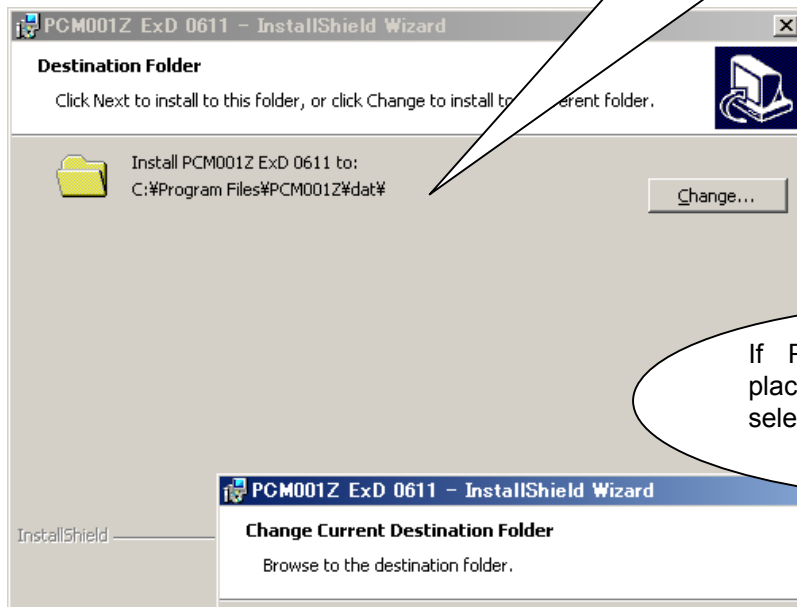 PCM001Z ExD 0611 - InstallShield Wizard
Destination Folder
Click Next to install to this folder, or click Change to install to different folder.
Install PCM001Z ExD 0611 to:
C:¥Program Files¥PCM001Z¥dat¥
Change...
If
plac
sele
PCM001Z ExD 0611 - InstallShield Wizard
InstallShield
Change Current Destination Folder
Browse to the destination folder.